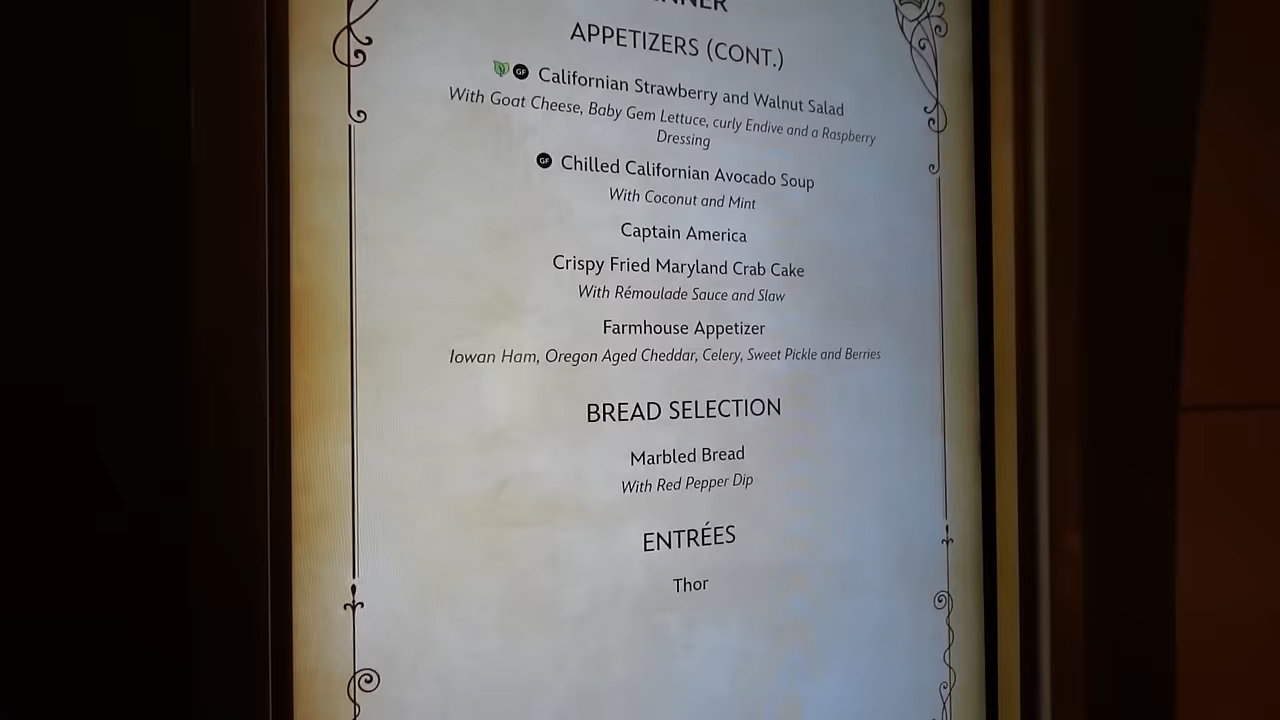 APPETIZERS (CONT.)
GF Californian Strawberry and Walnut Salad
With Goat Cheese, Baby Gem Lettuce, curly Endive and a Raspberry
Dressing
GF Chilled Californian Avocado Soup
With Coconut and Mint
Captain America
Crispy Fried Maryland Crab Cake
With Rémoulade Sauce and Slaw
Farmhouse Appetizer
Iowan Ham, Oregon Aged Cheddar, Celery, Sweet Pickle and Berries
BREAD SELECTION
Marbled Bread
With Red Pepper Dip
ENTRÉES
Thor